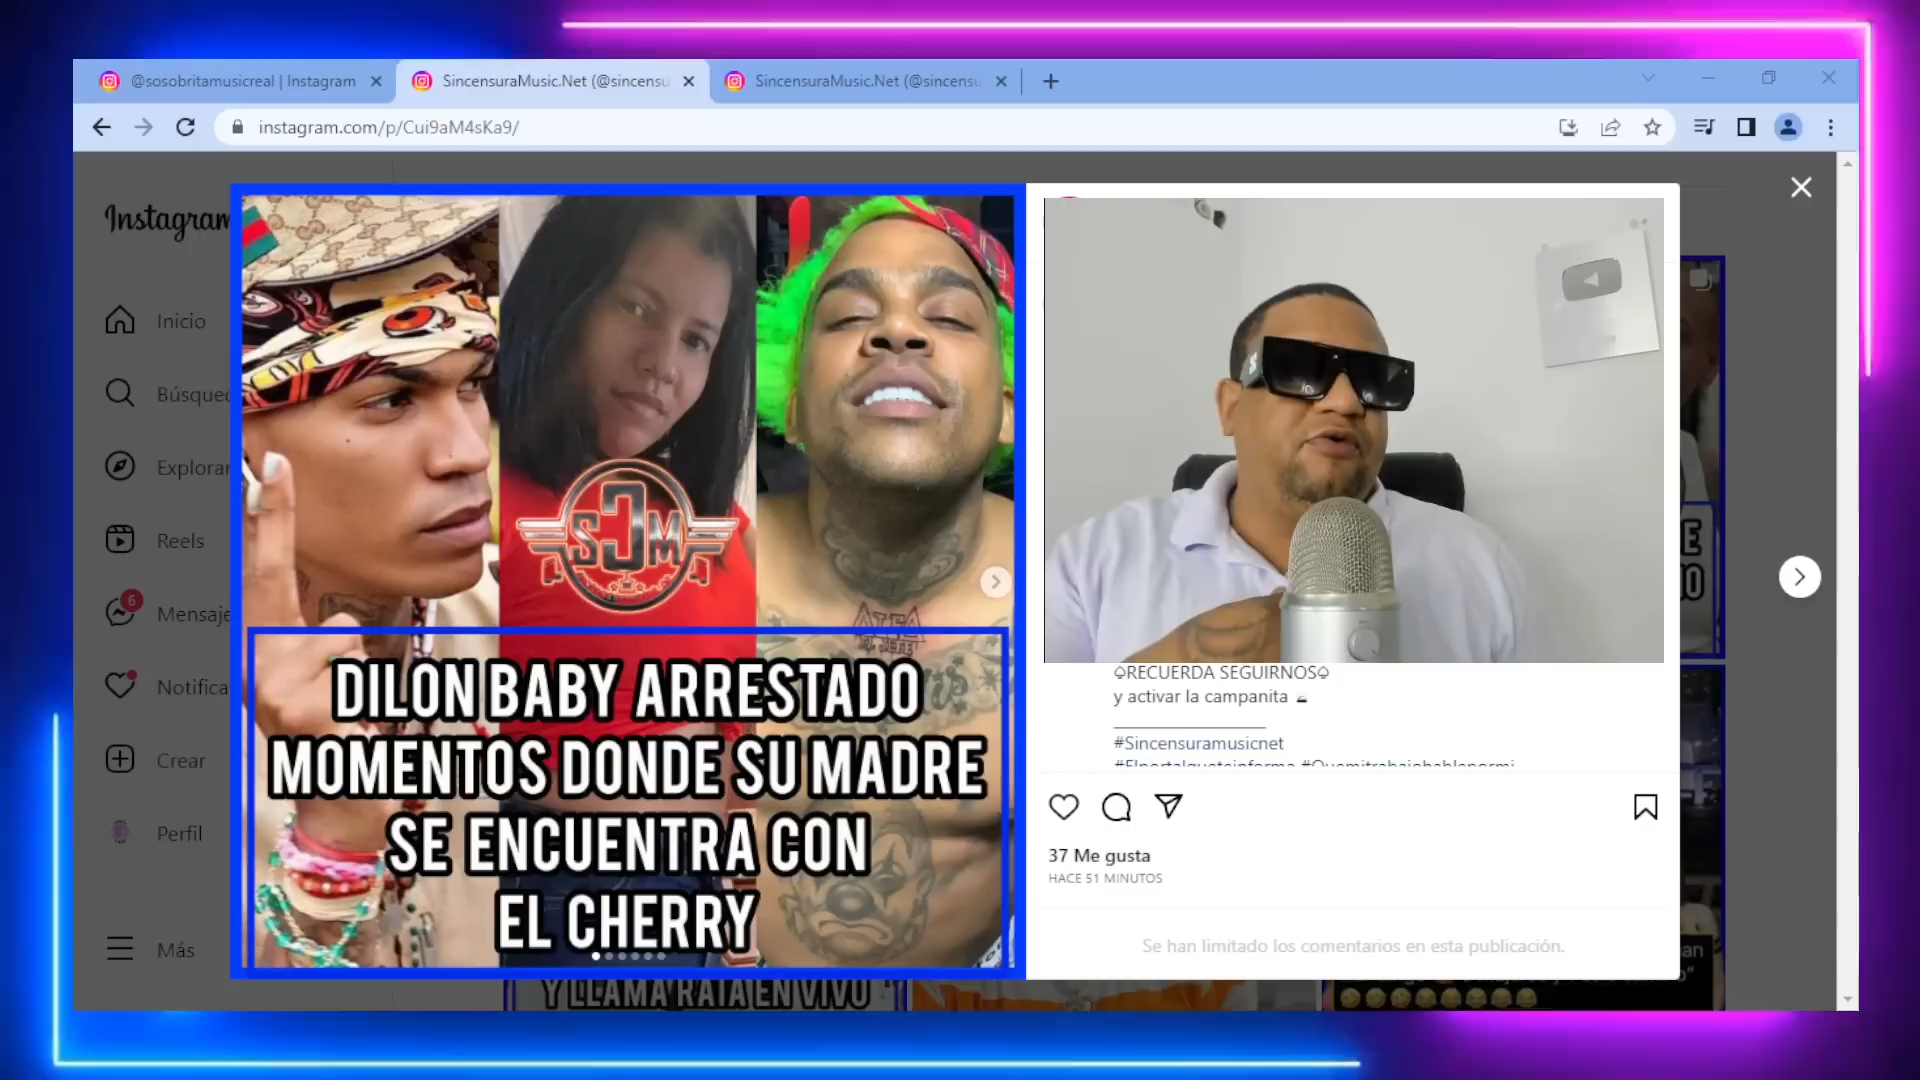 @sosobritamusicreal | Instagram
SincensuraMusic.Net (@sincensu
SincensuraMusic.Net (@sincensu
instagram.com/p/Cui9aM4sKa9/
Instagram
Inicio
Búsqued
Explorar
Reels
6
Mensaje
Notifica
Crear
Perfil
Más
SJM
DILON BABY ARRESTADO
MOMENTOS DONDE SU MADRE
SE ENCUENTRA CON
EL CHERRY
♤RECUERDA SEGUIRNOS♤
y activar la campanita
#Sincensuramusicnet
#Elportalqueteinforma #Quemitrabajohablepormi
37 Me gusta
HACE 51 MINUTOS
Se han limitado los comentarios en esta publicación.
Y LLAMA RATA EN VIVO